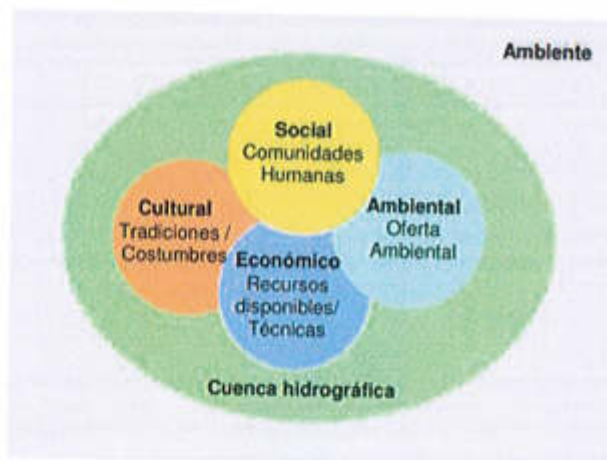 Ambiente
Social
Comunidades
Humanas
Cultural
Tradiciones /
Costumbres
Ambiental
Oferta
Ambiental
Económico
Recursos
disponibles/
Técnicas
Cuenca hidrográfica